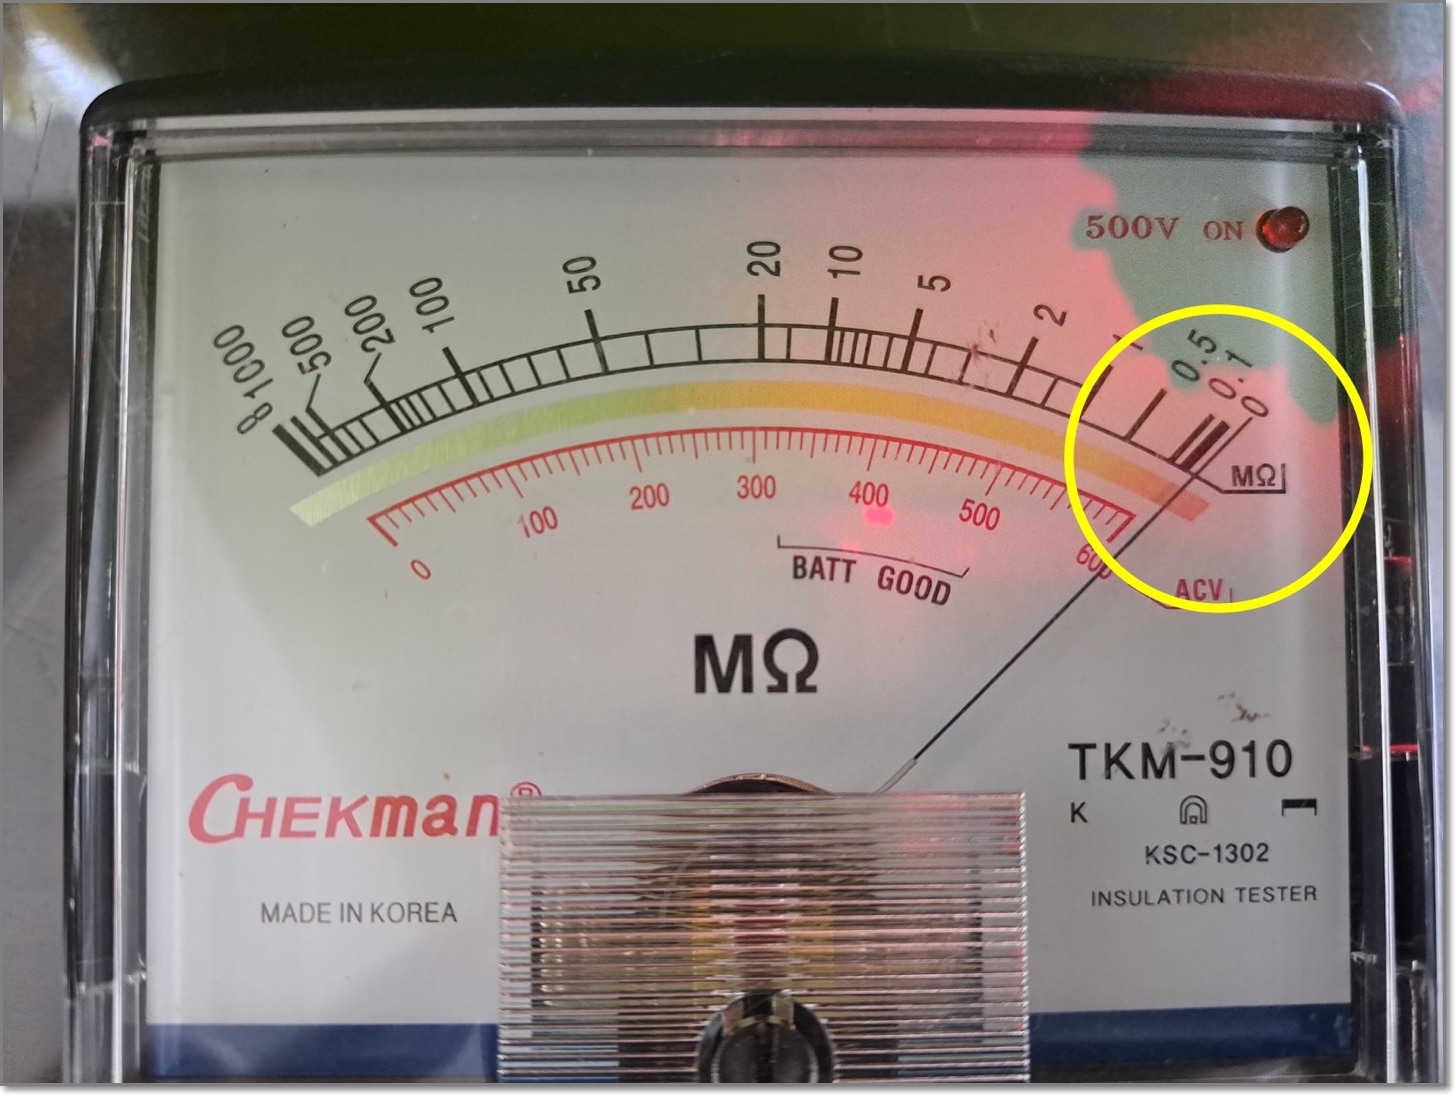 500V ON
∞ 1000 500 200 100 50 20 10 5 2 1 0.5 0.1 0
MΩ
0 100 200 300 400 500 600
BATT GOOD
ACV
MΩ
TKM-910
CHEKman®
K
KSC-1302
MADE IN KOREA
INSULATION TESTER